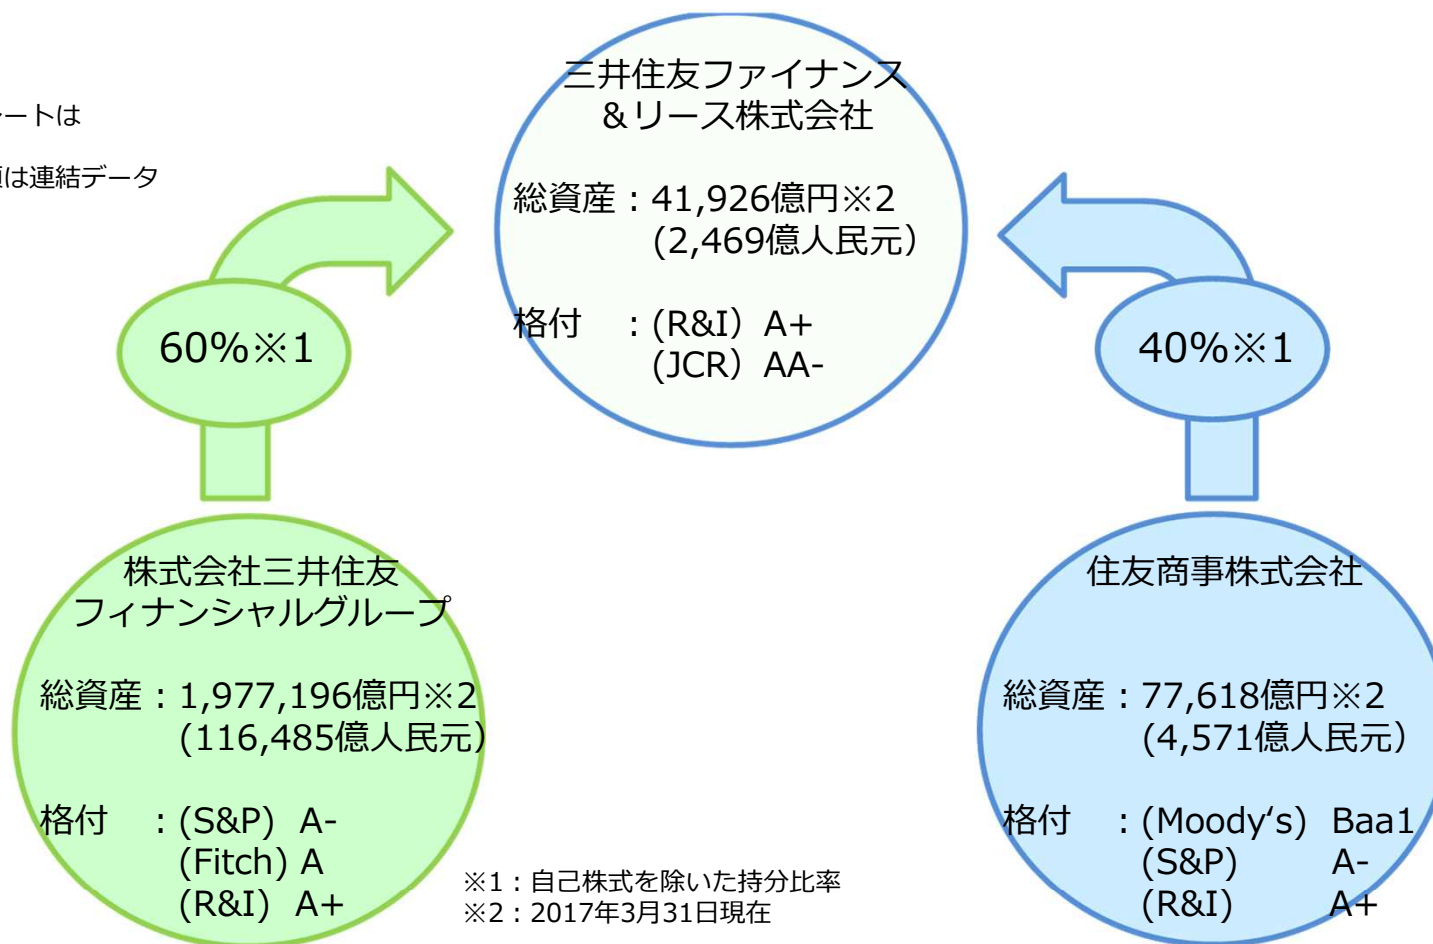 ートは
は連結データ
三井住友ファイナンス
＆リース株式会社
総資産：41,926億円※2
(2,469億人民元）
格付　：(R&I）A+
(JCR）AA-
60%※1
40%※1
株式会社三井住友
フィナンシャルグループ
総資産：1,977,196億円※2
(116,485億人民元）
格付　：(S&P) A-
(Fitch) A
(R&I) A+
住友商事株式会社
総資産：77,618億円※2
(4,571億人民元）
格付　：(Moody‘s) Baa1
(S&P) A-
(R&I) A+
※1：自己株式を除いた持分比率
※2：2017年3月31日現在